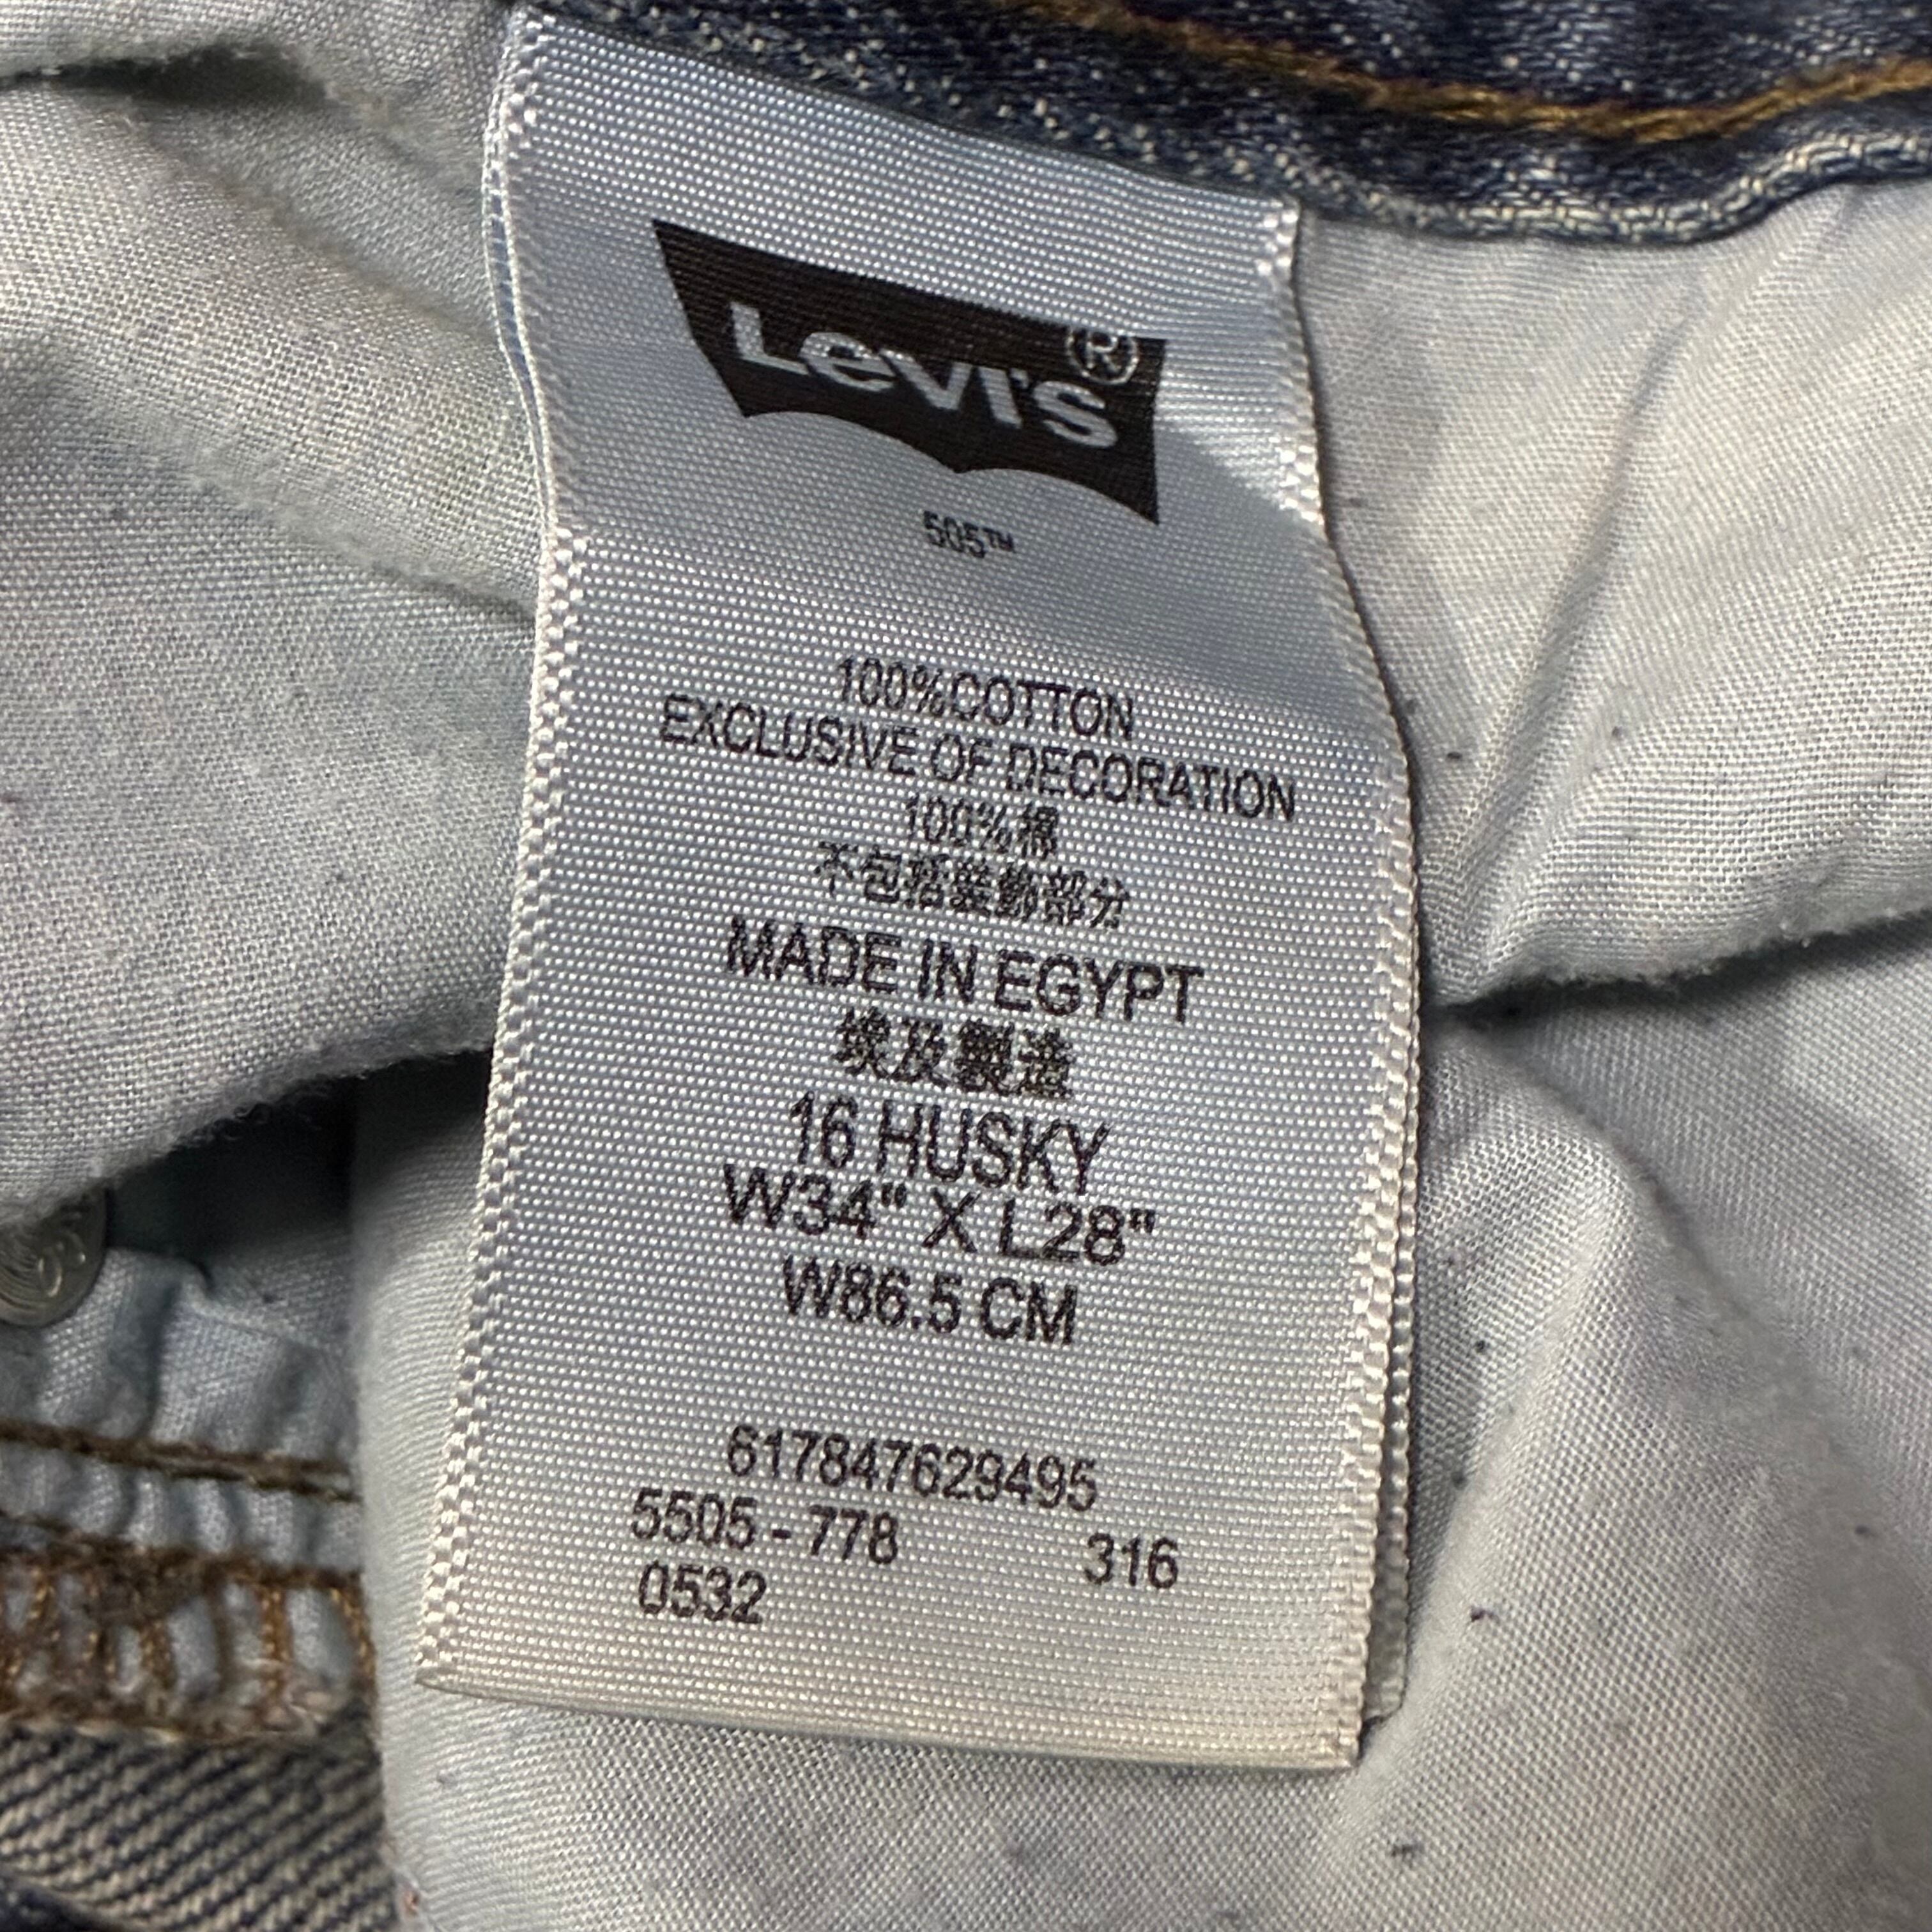 Levi's®
505™
100%COTTON
EXCLUSIVE OF DECORATION
100%棉
不包括裝飾部分
MADE IN EGYPT
埃及製造
16 HUSKY
W34" X L28"
W86.5 CM
617847629495
5505 - 778 316
0532